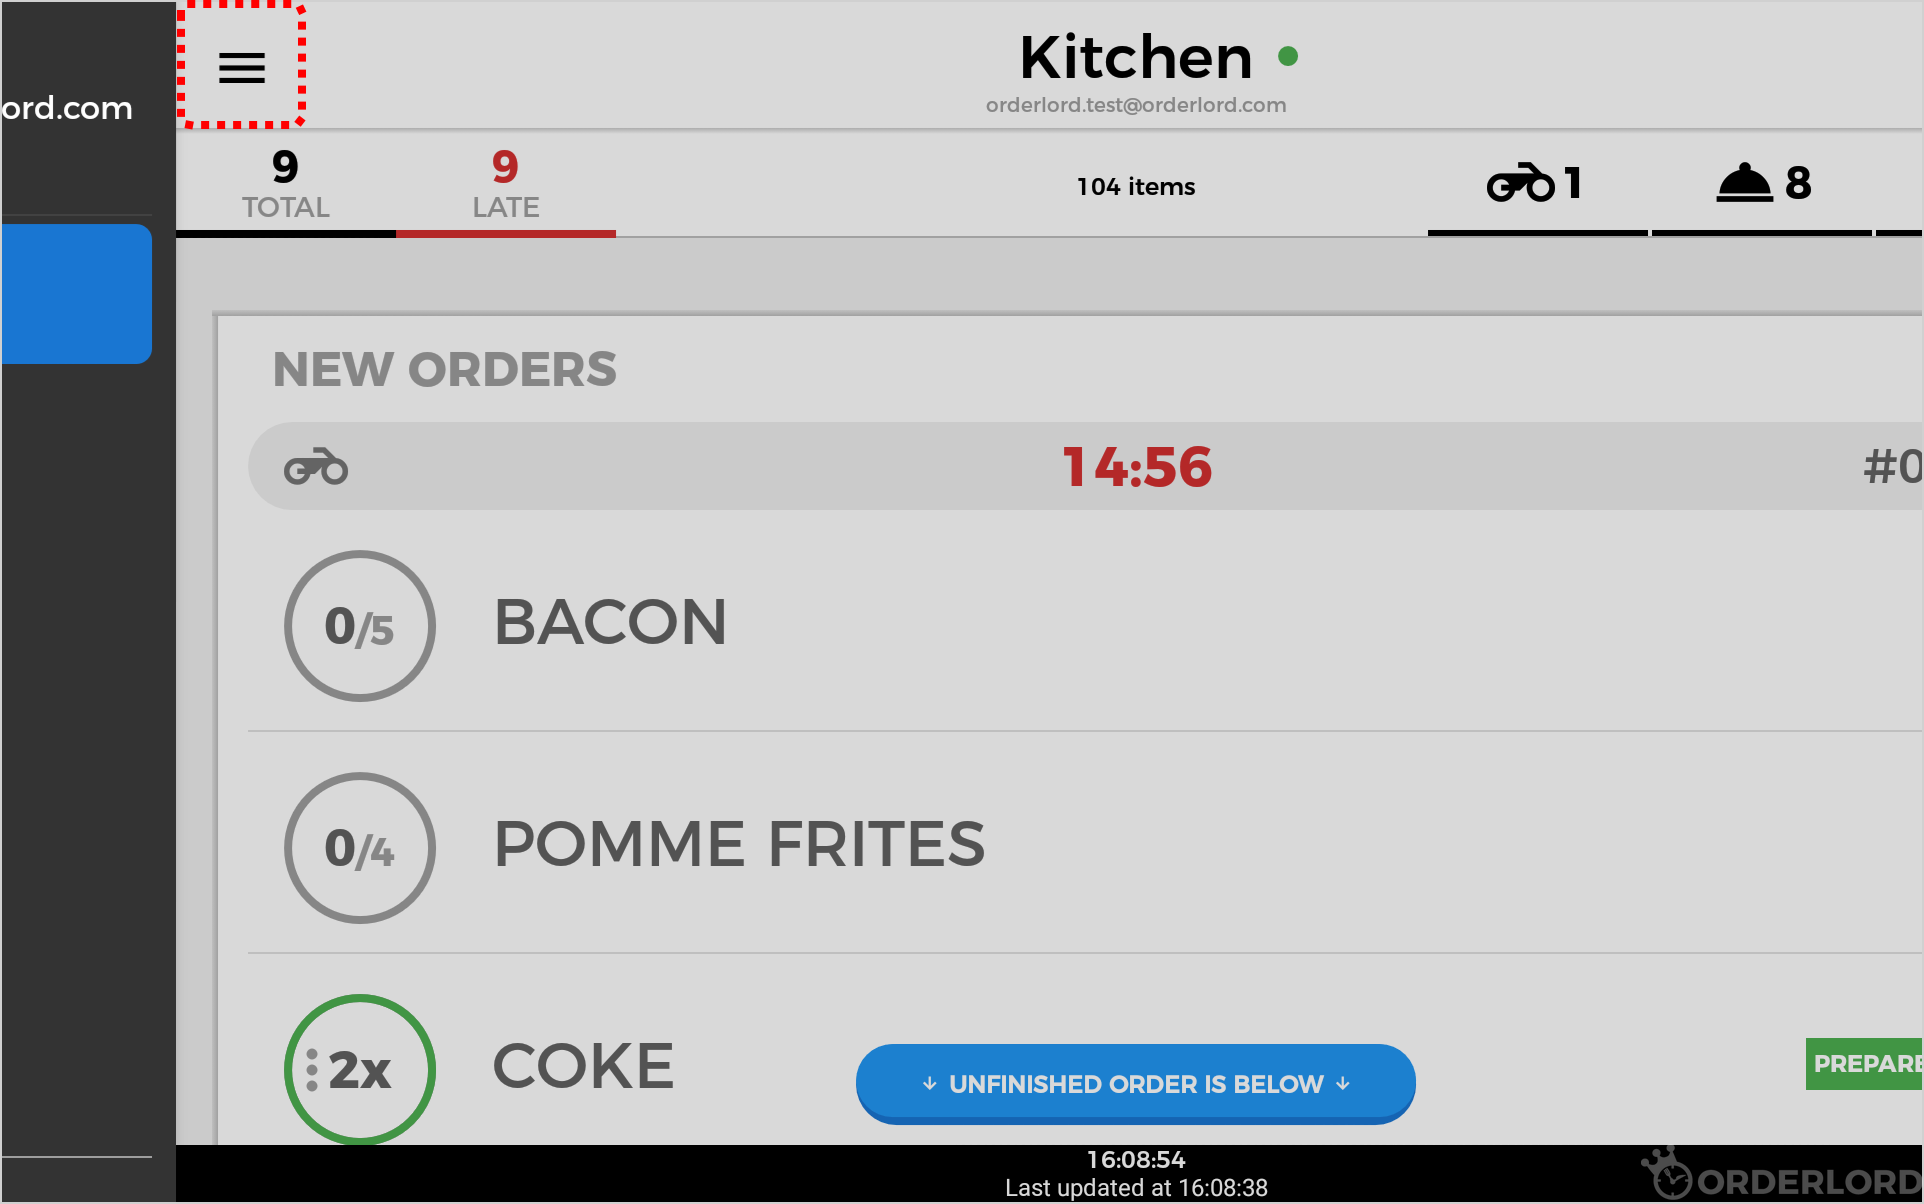 ord.com
Kitchen
orderlord.test@orderlord.com
9
TOTAL
9
LATE
104 items
1
8
NEW ORDERS
14:56
#0
0/5
BACON
0/4
POMME FRITES
2x
COKE
↓ UNFINISHED ORDER IS BELOW ↓
PREPARE
16:08:54
Last updated at 16:08:38
ORDERLORD